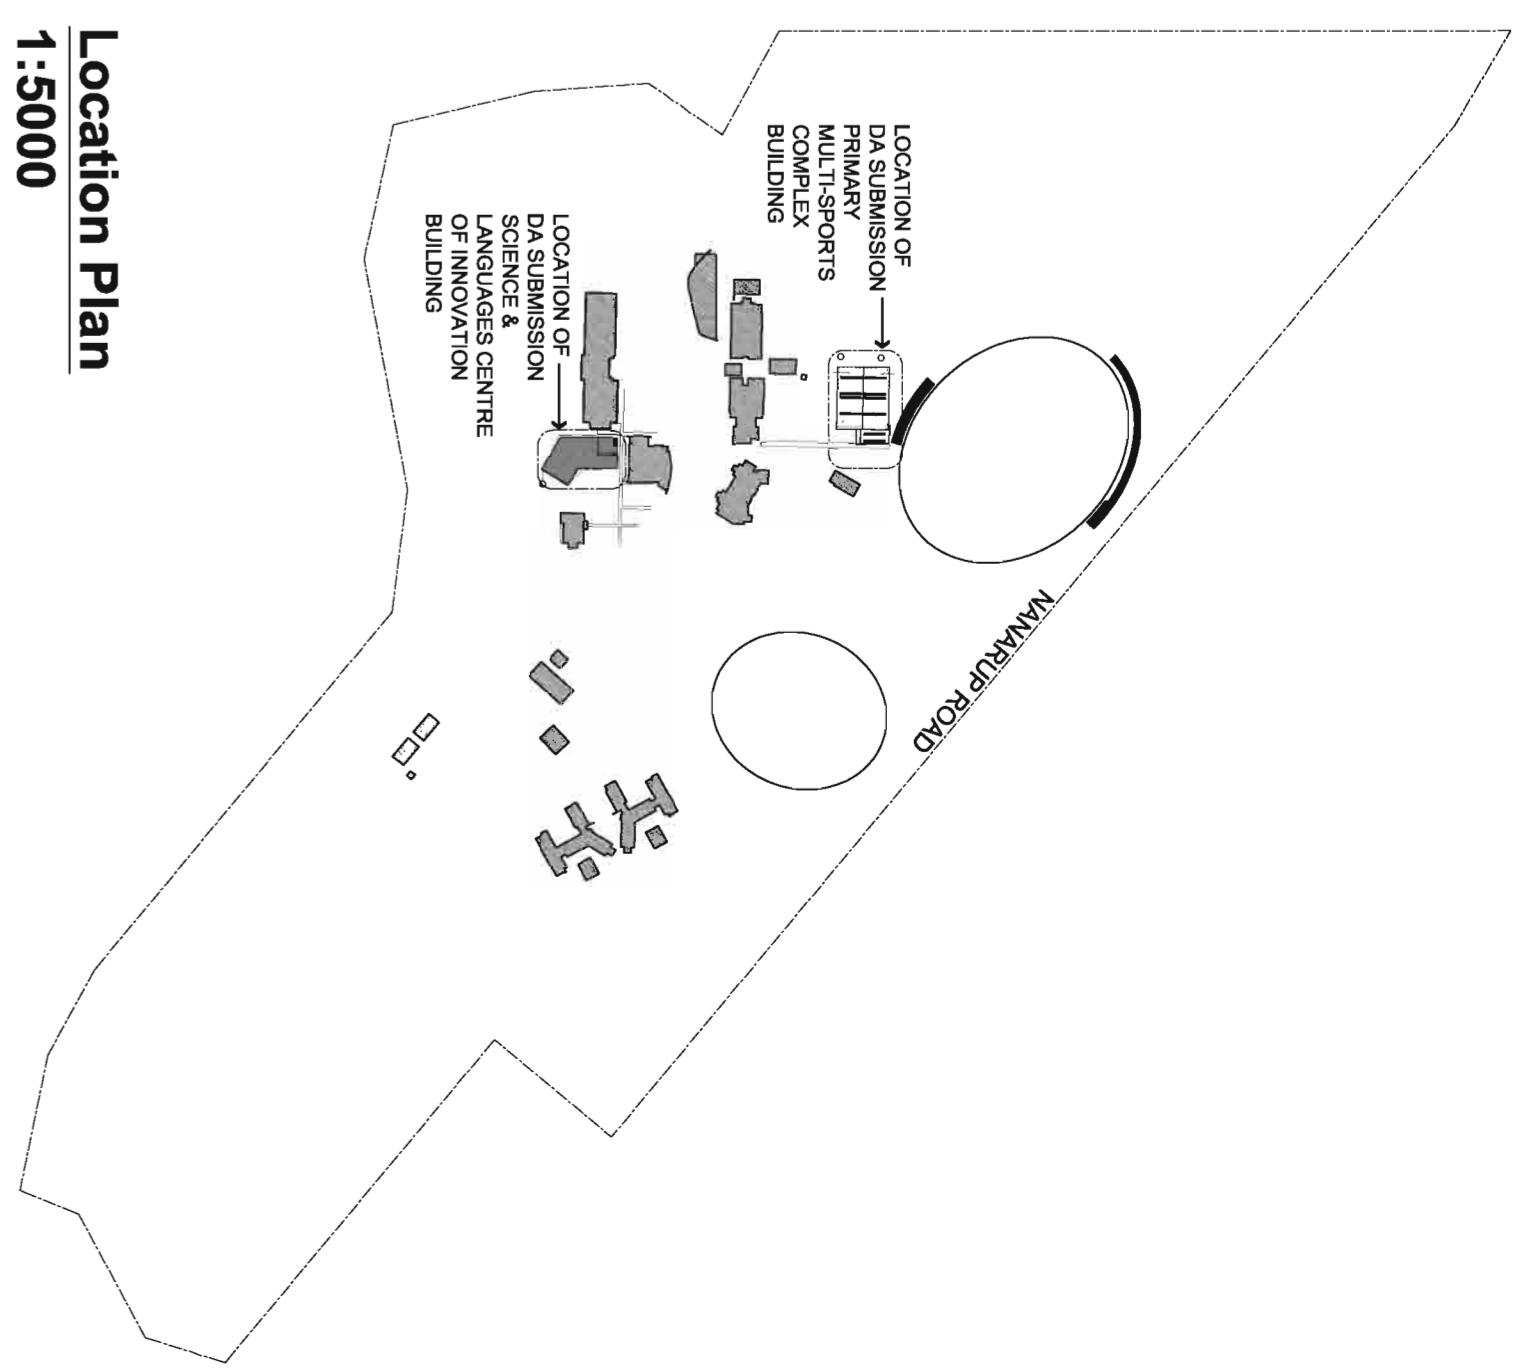 LOCATION OF
DA SUBMISSION
PRIMARY
MULTI-SPORTS
COMPLEX
BUILDING
LOCATION OF
DA SUBMISSION
SCIENCE &
LANGUAGES CENTRE
OF INNOVATION
BUILDING
NANARUP ROAD
Location Plan
1:5000